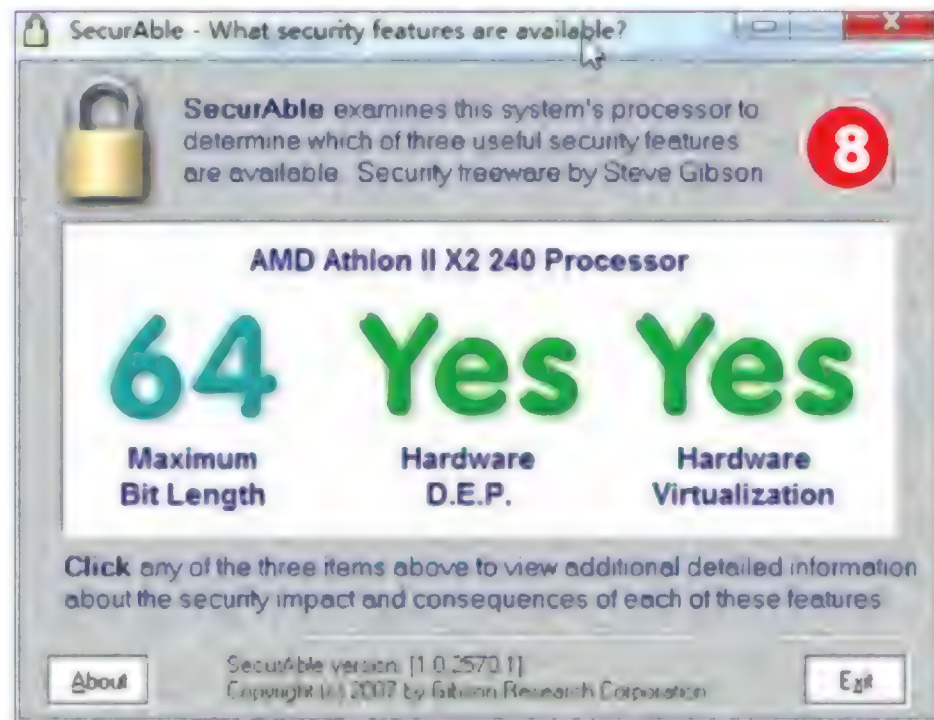 SecurAble - What security features are available?
SecurAble examines this system's processor to
determine which of three useful security features
are available. Security freeware by Steve Gibson
8
AMD Athlon II X2 240 Processor
64 Yes Yes
Maximum Hardware Hardware
Bit Length D.E.P. Virtualization
Click any of the three items above to view additional detailed information
about the security impact and consequences of each of these features
About
SecurAble version: [1.0.2570.1]
Copyright (c) 2007 by Gibson Research Corporation
Exit